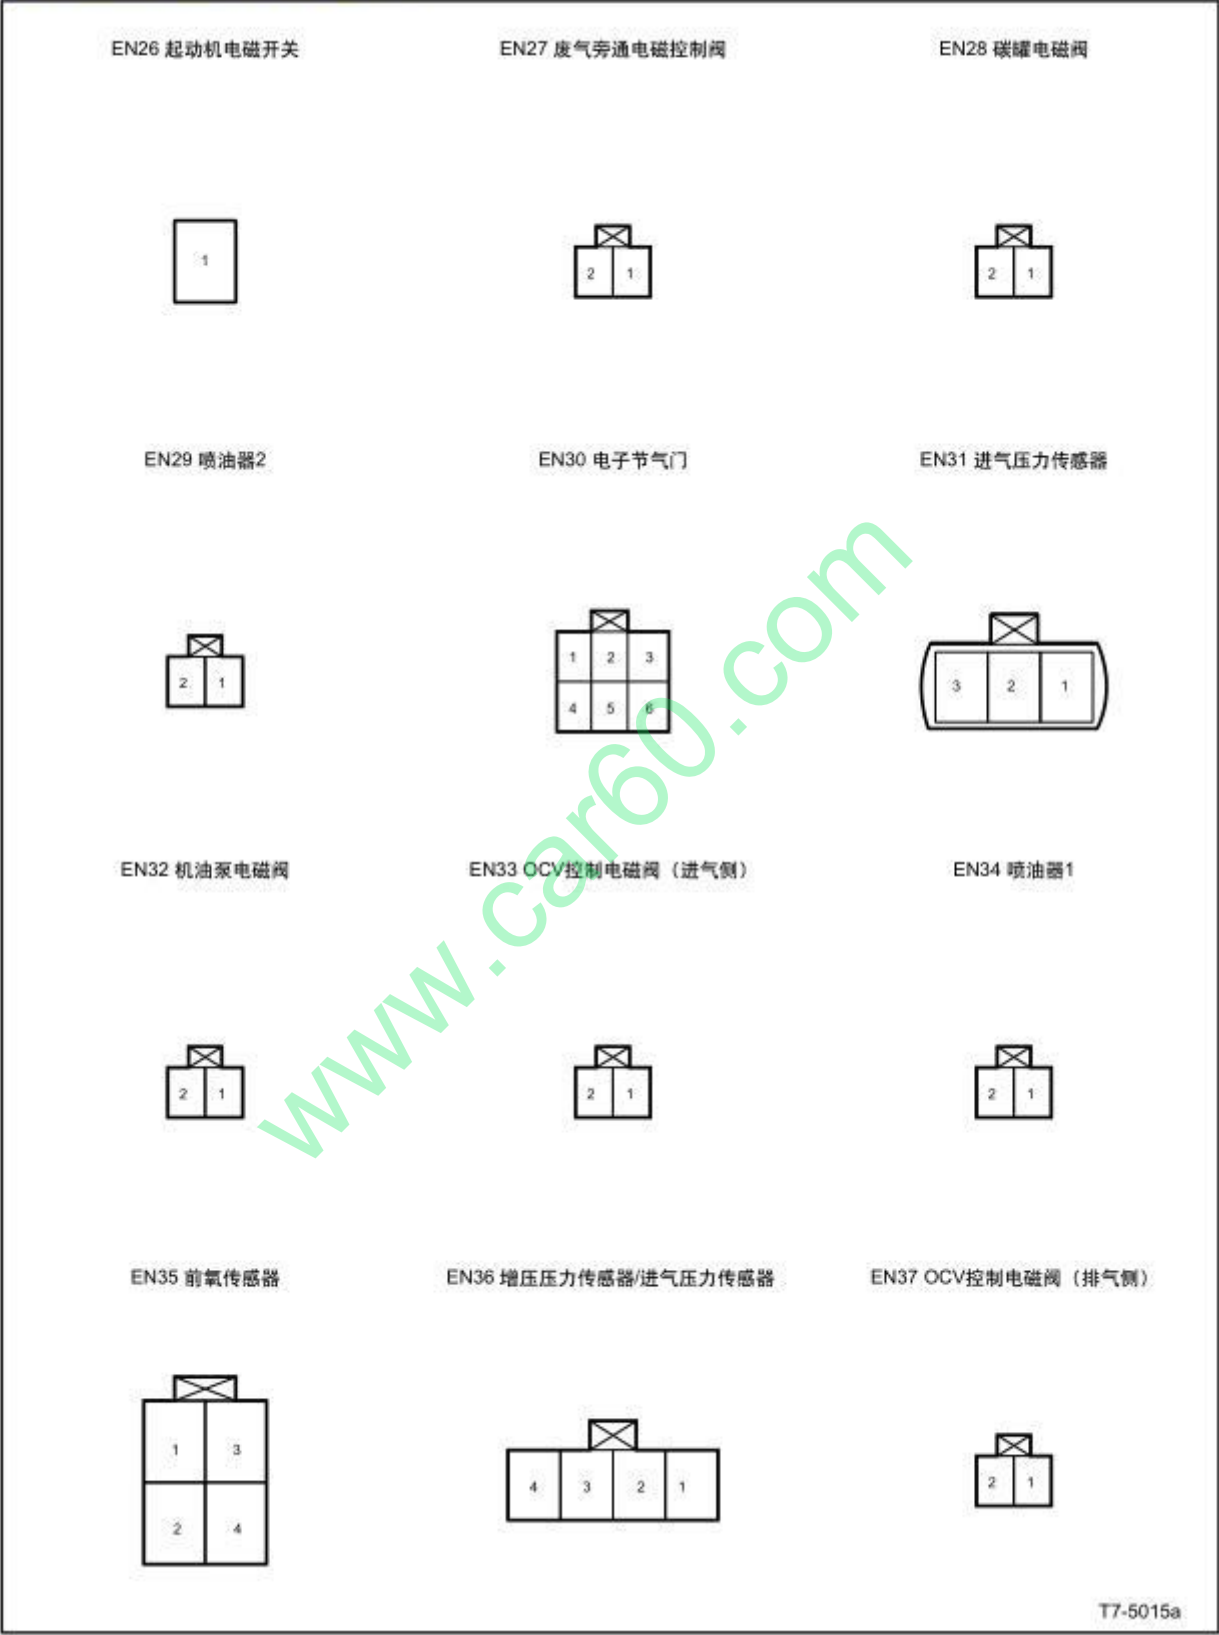 EN26 起动机电磁开关
EN27 废气旁通电磁控制阀
EN28 碳罐电磁阀
1
2 1
2 1
EN29 喷油器2
EN30 电子节气门
EN31 进气压力传感器
2 1
1 2 3
4 5 6
3 2 1
EN32 机油泵电磁阀
EN33 OCV控制电磁阀（进气侧）
EN34 喷油器1
2 1
2 1
2 1
EN35 前氧传感器
EN36 增压压力传感器/进气压力传感器
EN37 OCV控制电磁阀（排气侧）
1 3
2 4
4 3 2 1
2 1
T7-5015a
www.car60.com